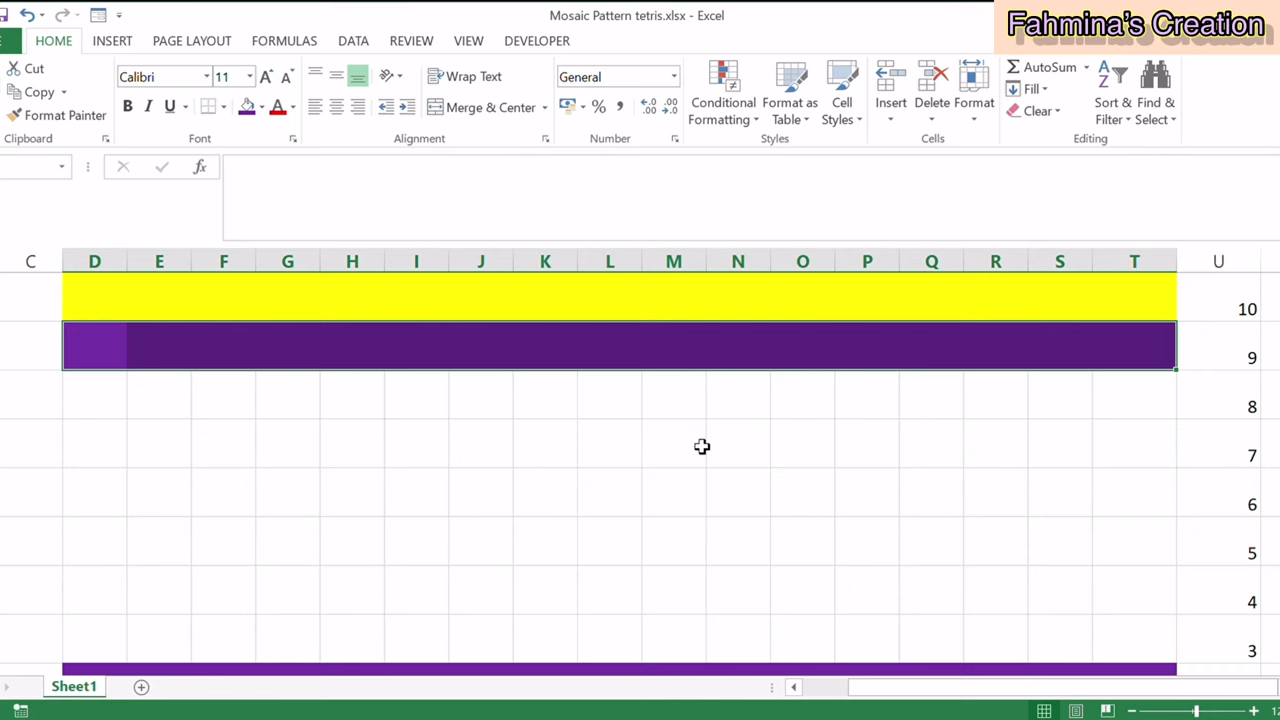 Mosaic Pattern tetris.xlsx - Excel
Fahmina's Creation
HOME INSERT PAGE LAYOUT FORMULAS DATA REVIEW VIEW DEVELOPER
Cut
Copy
Format Painter
Clipboard
Calibri 11
B I U
Font
Wrap Text
Merge & Center
Alignment
General
Number
Conditional Formatting
Format as Table
Cell Styles
Styles
Insert Delete Format
Cells
AutoSum
Fill
Clear
Sort & Filter
Find & Select
Editing
fx
C D E F G H I J K L M N O P Q R S T U
10
9
8
7
6
5
4
3
Sheet1